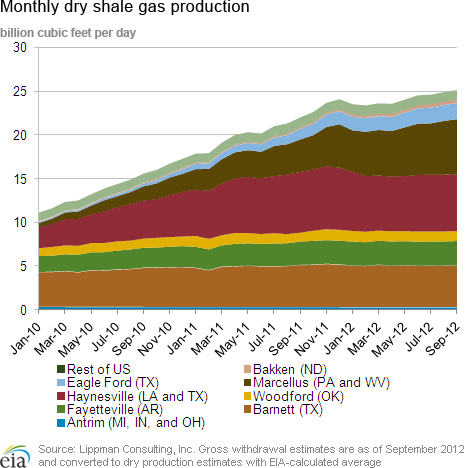 Monthly dry shale gas production
billion cubic feet per day
30
25
20
15
10
5
0
Jan-10
Mar-10
May-10
Jul-10
Sep-10
Nov-10
Jan-11
Mar-11
May-11
Jul-11
Sep-11
Nov-11
Jan-12
Mar-12
May-12
Jul-12
Sep-12
Rest of US
Bakken (ND)
Eagle Ford (TX)
Marcellus (PA and WV)
Haynesville (LA and TX)
Woodford (OK)
Fayetteville (AR)
Barnett (TX)
Antrim (MI, IN, and OH)
eia
Source: Lippman Consulting, Inc. Gross withdrawal estimates are as of September 2012
and converted to dry production estimates with EIA-calculated average